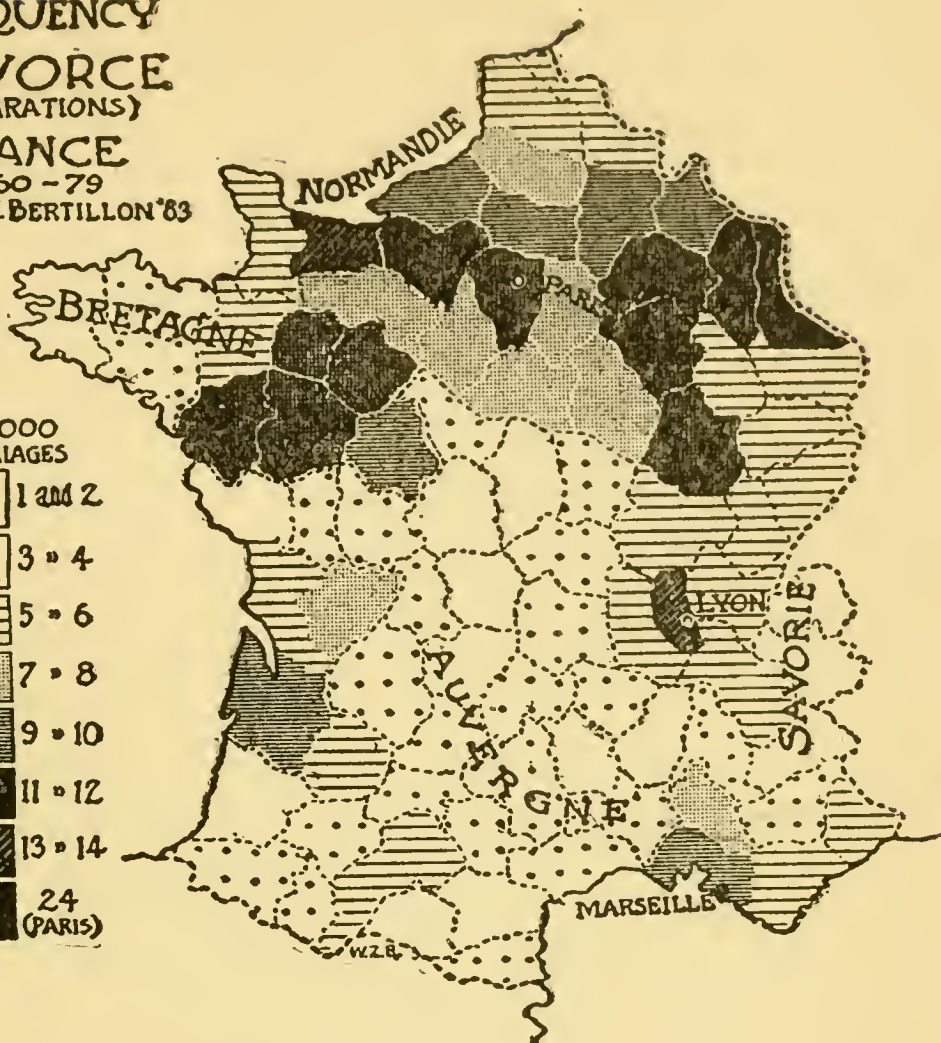 QUENCY
VORCE
ARATIONS)
ANCE
60-79
. BERTILLON '83
NORMANDIE
BRETAGNE
PARIS
000
IAGES
1 and 2
3 " 4
5 " 6
7 " 8
9 " 10
11 " 12
13 " 14
24
(PARIS)
LYON
SAVORIE
AUVERGNE
MARSEILLE
W.Z.R.